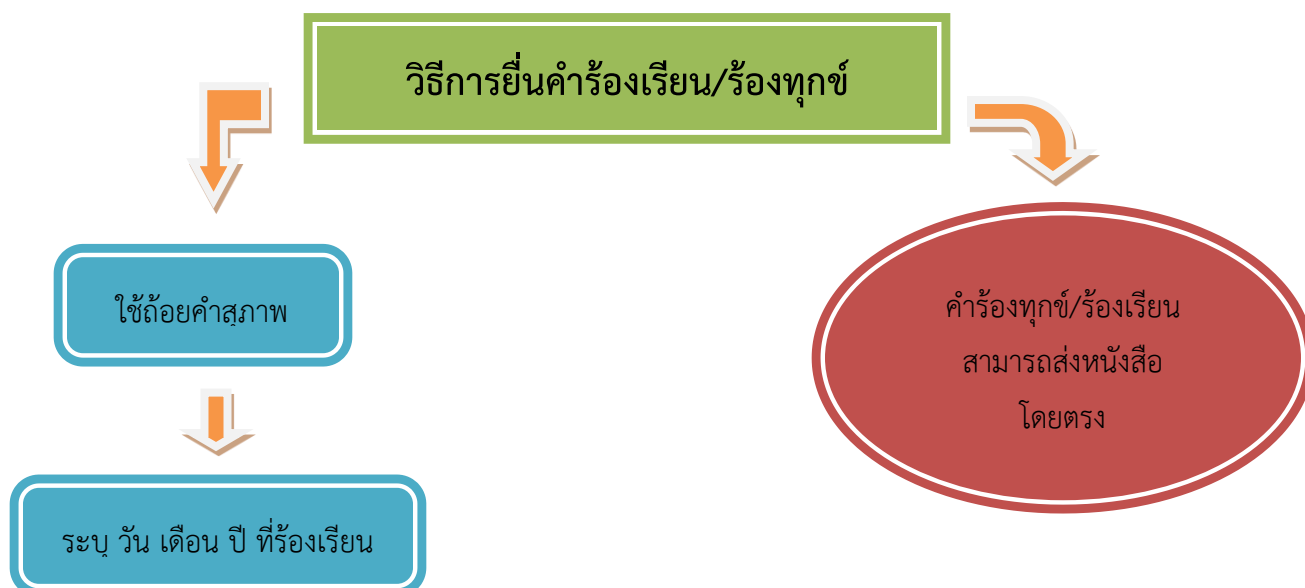 วิธีการยื่นคำร้องเรียน/ร้องทุกข์
ใช้ถ้อยคำสุภาพ
ระบุ วัน เดือน ปี ที่ร้องเรียน
คำร้องทุกข์/ร้องเรียน
สามารถส่งหนังสือ
โดยตรง